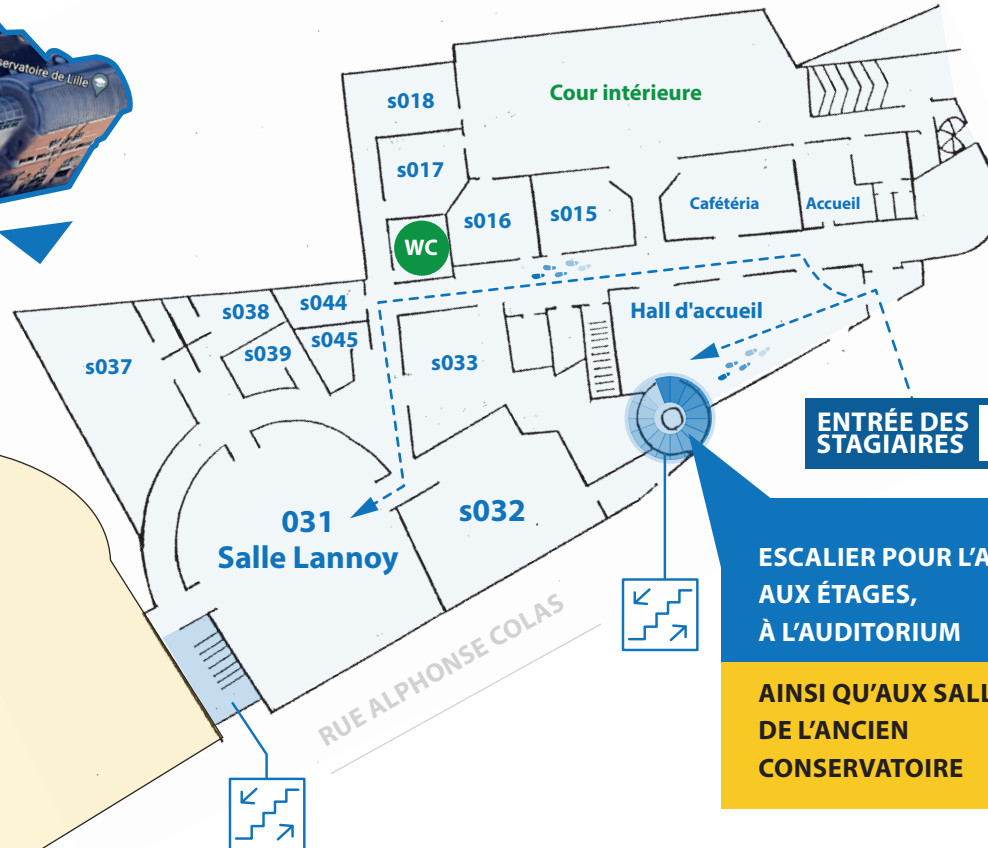 servatoire de Lille
s018
Cour intérieure
s017
s016
s015
Cafétéria
Accueil
WC
s038
s044
s045
s039
s037
s033
Hall d'accueil
ENTRÉE DES
STAGIAIRES
031
Salle Lannoy
s032
ESCALIER POUR L'A
AUX ÉTAGES,
À L'AUDITORIUM
RUE ALPHONSE COLAS
AINSI QU'AUX SALL
DE L'ANCIEN
CONSERVATOIRE